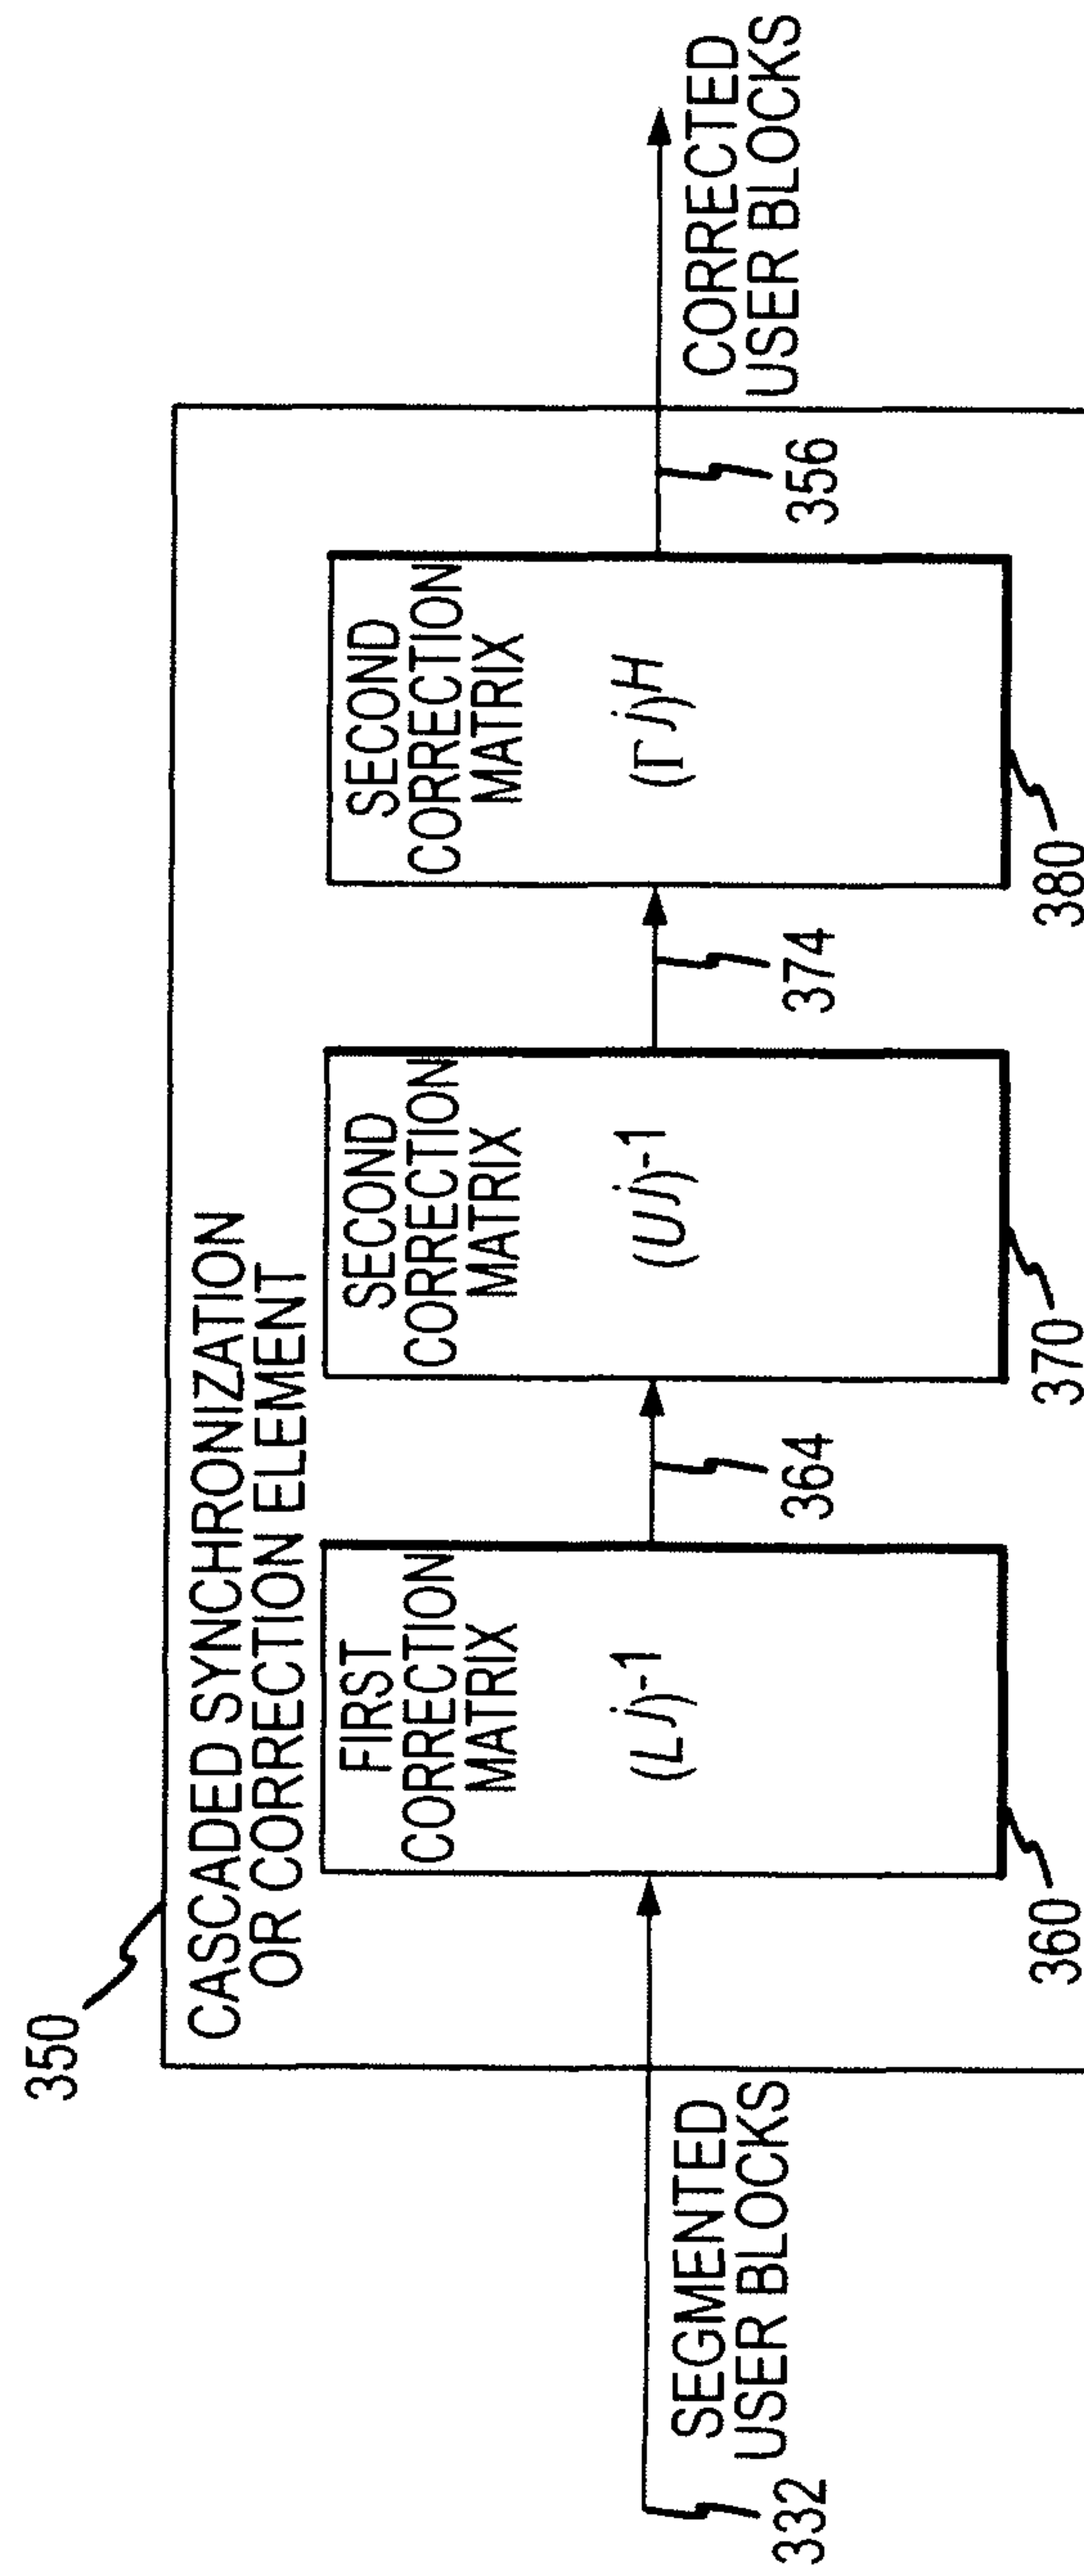 350
CASCADED SYNCHRONIZATION
OR CORRECTION ELEMENT
332
SEGMENTED
USER BLOCKS
FIRST
CORRECTION
MATRIX
(Lj)-1
360
364
SECOND
CORRECTION
MATRIX
(Uj)-1
370
374
SECOND
CORRECTION
MATRIX
(Γj)H
380
356
CORRECTED
USER BLOCKS